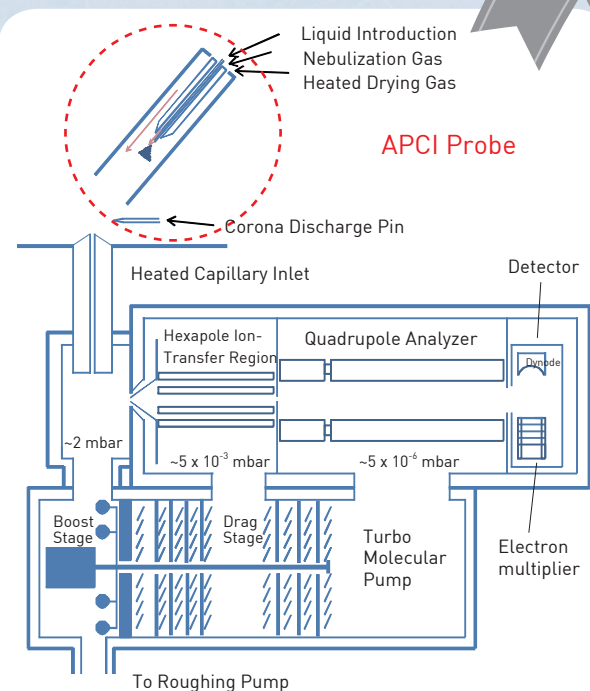 Liquid Introduction
Nebulization Gas
Heated Drying Gas
APCI Probe
Corona Discharge Pin
Heated Capillary Inlet
Detector
Hexapole Ion-
Transfer Region
Quadrupole Analyzer
Dynode
~2 mbar
~5 x 10⁻³ mbar
~5 x 10⁻⁶ mbar
Boost
Stage
Drag
Stage
Turbo
Molecular
Pump
Electron
multiplier
To Roughing Pump